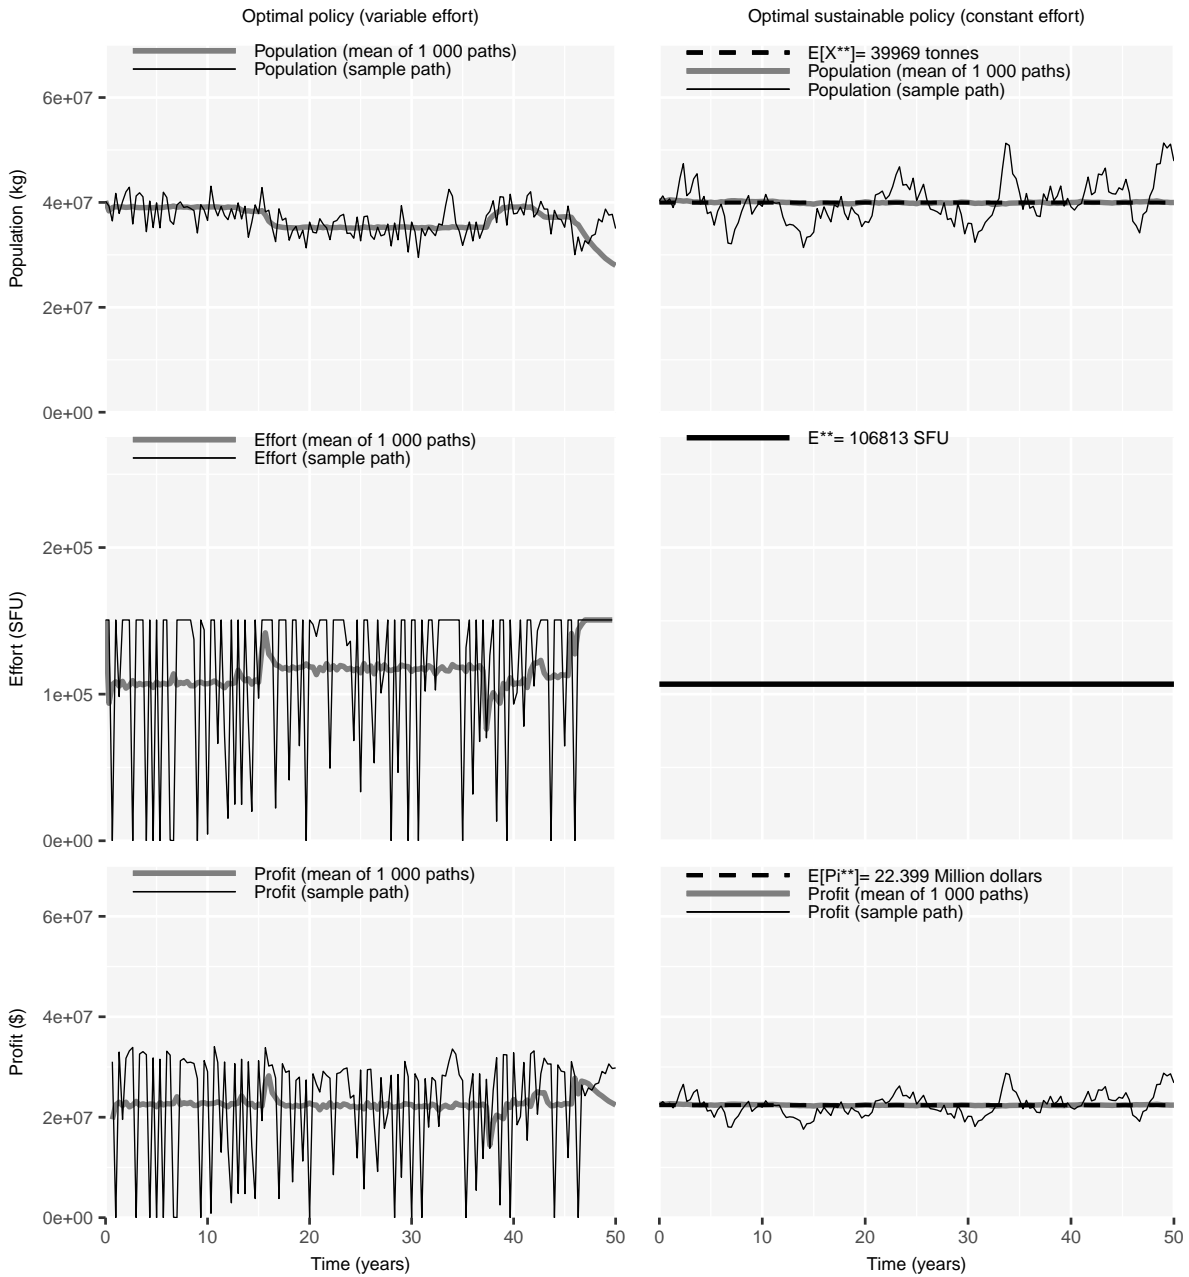 Optimal policy (variable effort)
Optimal sustainable policy (constant effort)
Population (mean of 1 000 paths)
Population (sample path)
E[X**]= 39969 tonnes
Population (mean of 1 000 paths)
Population (sample path)
6e+07
4e+07
2e+07
0e+00
Population (kg)
Effort (mean of 1 000 paths)
Effort (sample path)
E**= 106813 SFU
2e+05
1e+05
0e+00
Effort (SFU)
Profit (mean of 1 000 paths)
Profit (sample path)
E[Pi**]= 22.399 Million dollars
Profit (mean of 1 000 paths)
Profit (sample path)
6e+07
4e+07
2e+07
0e+00
Profit ($)
0 10 20 30 40 50
0 10 20 30 40 50
Time (years)
Time (years)